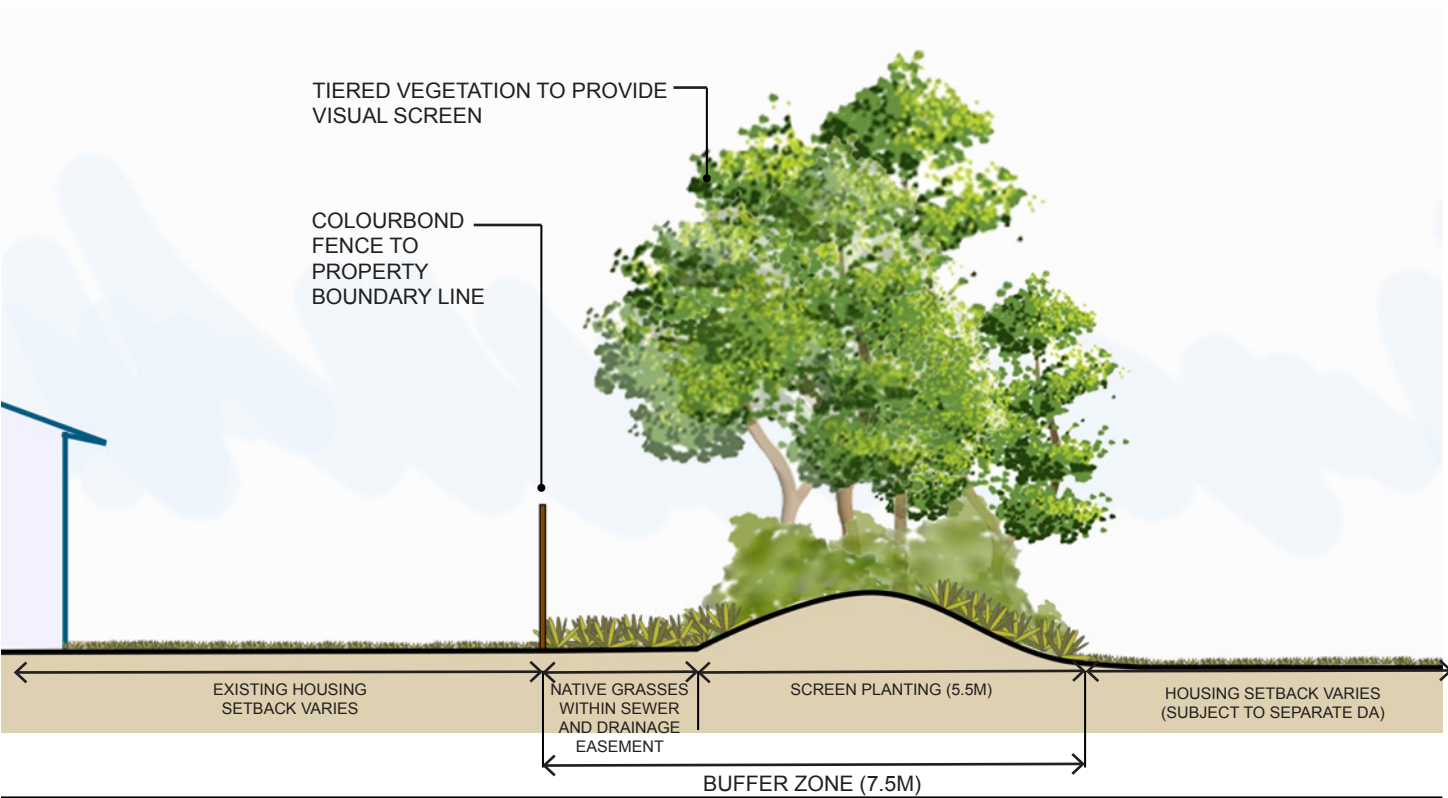 TIERED VEGETATION TO PROVIDE
VISUAL SCREEN
COLOURBOND
FENCE TO
PROPERTY
BOUNDARY LINE
EXISTING HOUSING
SETBACK VARIES
NATIVE GRASSES
WITHIN SEWER
AND DRAINAGE
EASEMENT
SCREEN PLANTING (5.5M)
HOUSING SETBACK VARIES
(SUBJECT TO SEPARATE DA)
BUFFER ZONE (7.5M)